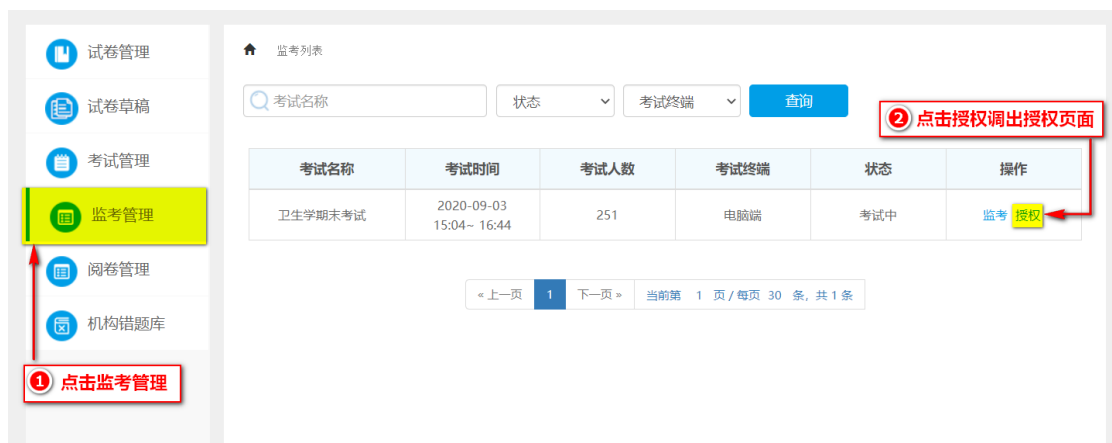 试卷管理
试卷草稿
考试管理
监考管理
阅卷管理
机构错题库
1 点击监考管理
监考列表
考试名称 状态 考试终端 查询
2 点击授权调出授权页面
考试名称 考试时间 考试人数 考试终端 状态 操作
卫生学期末考试 2020-09-03 251 电脑端 考试中 监考 授权
15:04~ 16:44
«上一页 1 下一页» 当前第 1 页/每页 30 条, 共1条